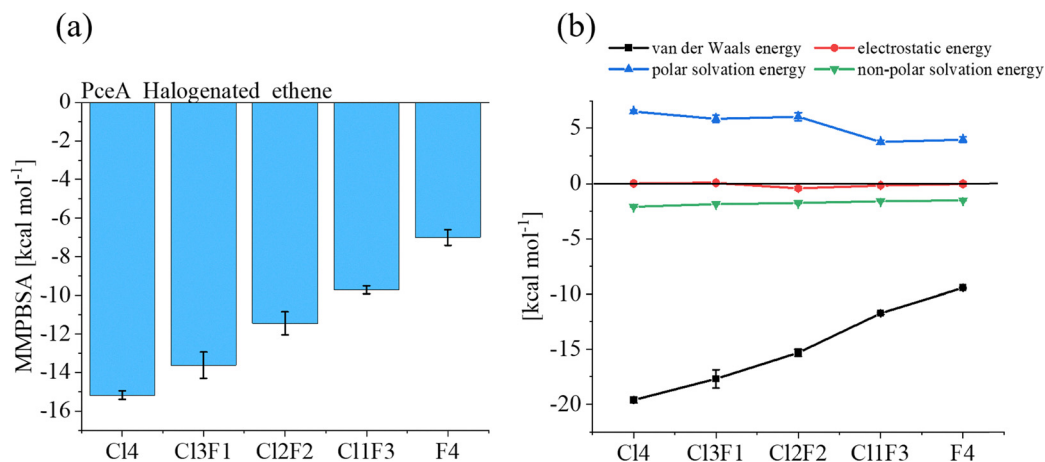 (a)
PceA Halogenated ethene
MMPBSA [kcal mol⁻¹]
0
-2
-4
-6
-8
-10
-12
-14
-16
Cl4 Cl3F1 Cl2F2 Cl1F3 F4
(b)
van der Waals energy electrostatic energy
polar solvation energy non-polar solvation energy
[kcal mol⁻¹]
5
0
-5
-10
-15
-20
Cl4 Cl3F1 Cl2F2 Cl1F3 F4